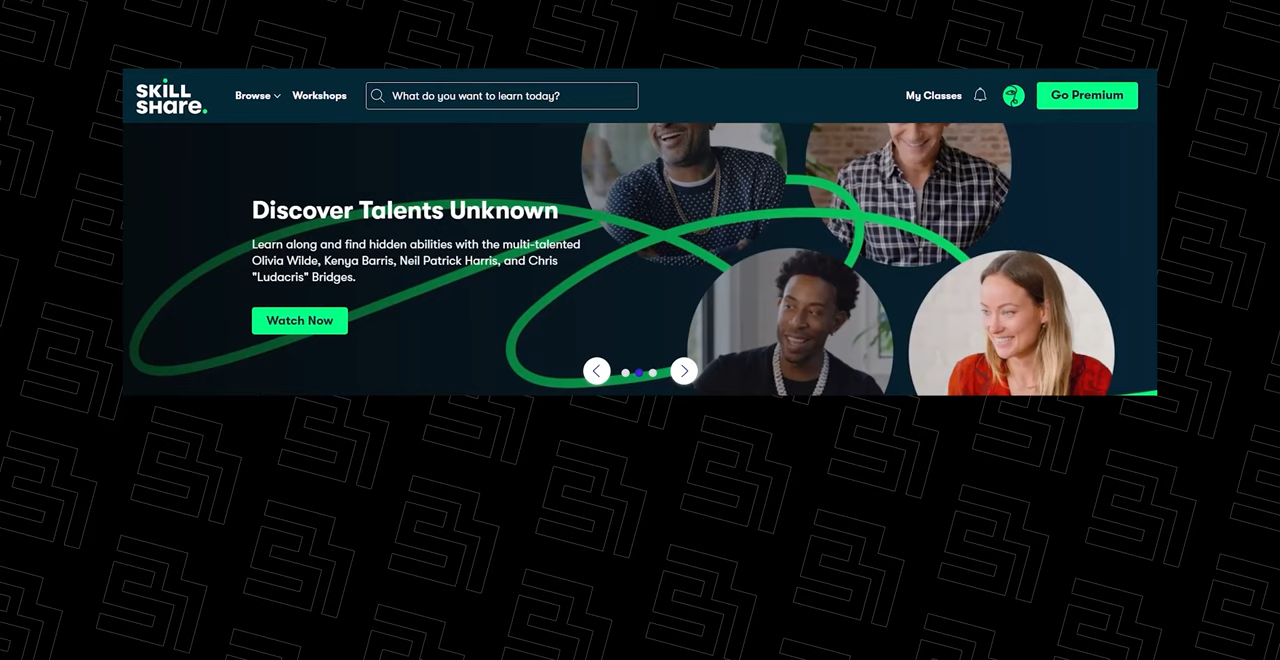 SKiLL
SHare.
Browse
Workshops
What do you want to learn today?
My Classes
Go Premium
Discover Talents Unknown
Learn along and find hidden abilities with the multi-talented
Olivia Wilde, Kenya Barris, Neil Patrick Harris, and Chris
"Ludacris" Bridges.
Watch Now